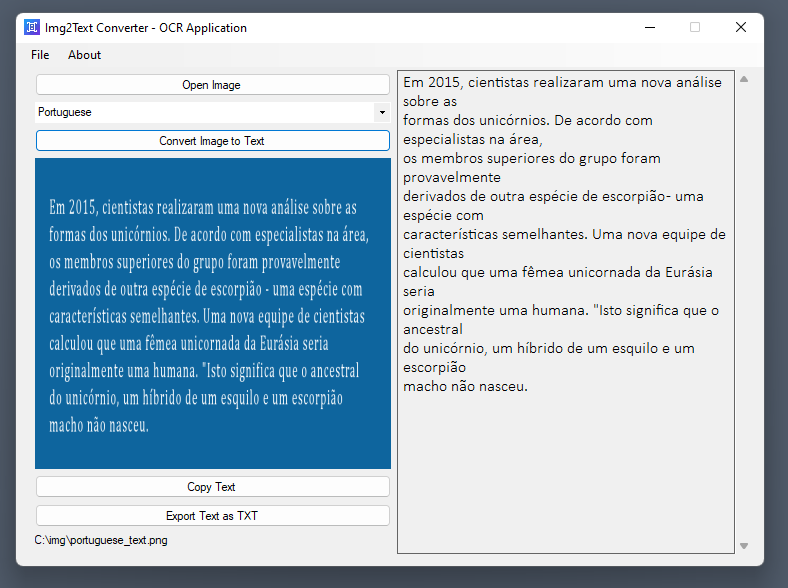 Img2Text Converter - OCR Application
File About
Open Image
Portuguese
Convert Image to Text
Em 2015, cientistas realizaram uma nova análise sobre as
formas dos unicórnios. De acordo com especialistas na área,
os membros superiores do grupo foram provavelmente
derivados de outra espécie de escorpião - uma espécie com
características semelhantes. Uma nova equipe de cientistas
calculou que uma fêmea unicornada da Eurásia seria
originalmente uma humana. "Isto significa que o ancestral
do unicórnio, um híbrido de um esquilo e um escorpião
macho não nasceu.
Copy Text
Export Text as TXT
C:\img\portuguese_text.png
Em 2015, cientistas realizaram uma nova análise
sobre as
formas dos unicórnios. De acordo com
especialistas na área,
os membros superiores do grupo foram
provavelmente
derivados de outra espécie de escorpião- uma
espécie com
características semelhantes. Uma nova equipe de
cientistas
calculou que uma fêmea unicornada da Eurásia
seria
originalmente uma humana. "Isto significa que o
ancestral
do unicórnio, um híbrido de um esquilo e um
escorpião
macho não nasceu.